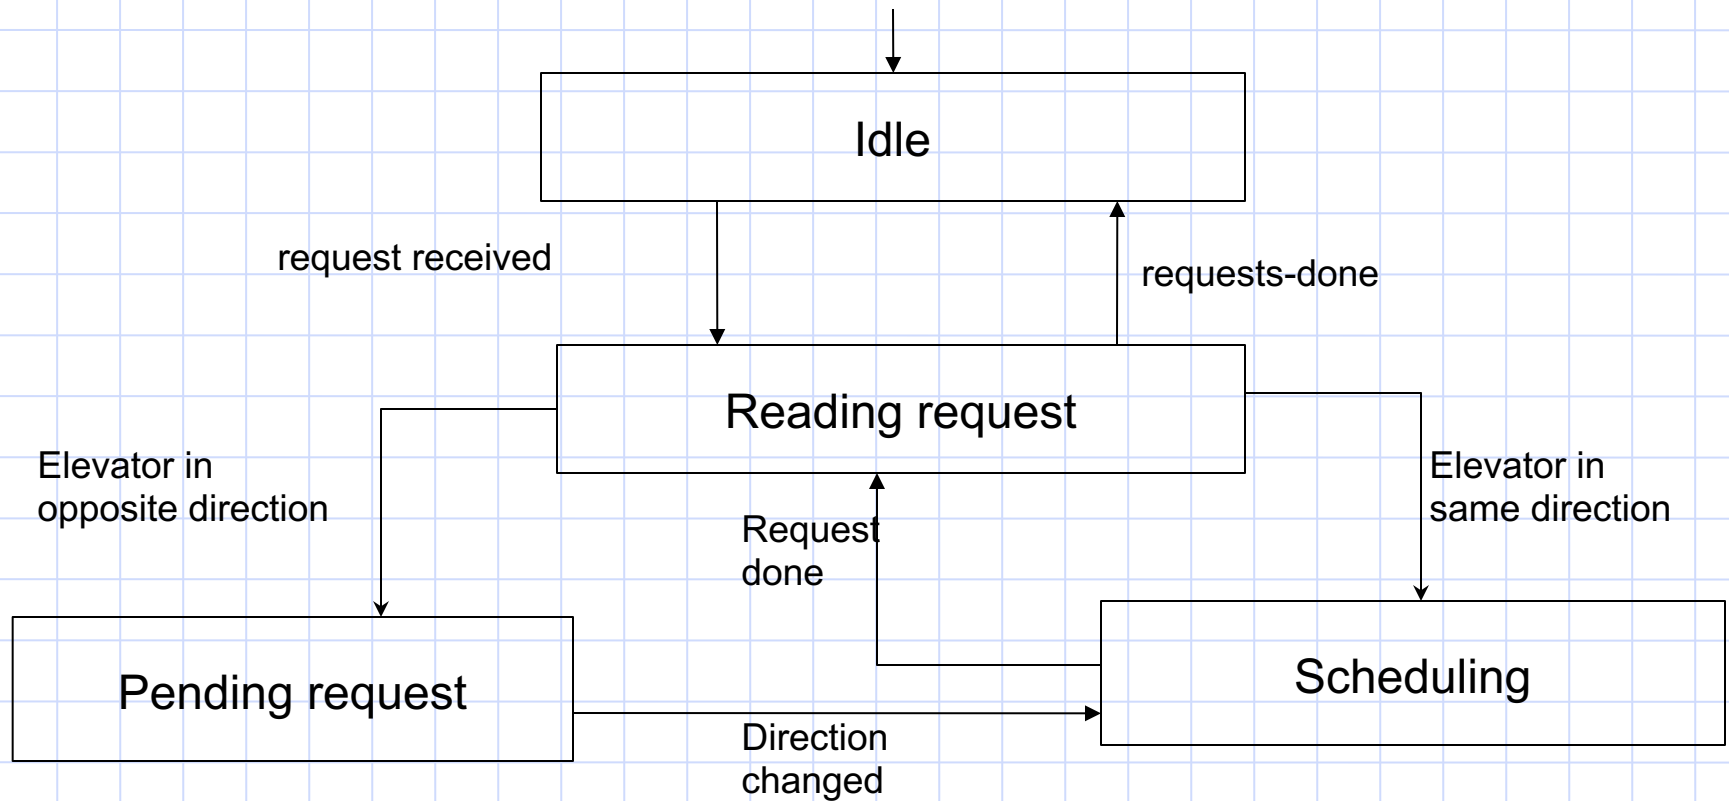 Idle
request received
requests-done
Reading request
Elevator in
opposite direction
Elevator in
same direction
Request
done
Pending request
Scheduling
Direction
changed